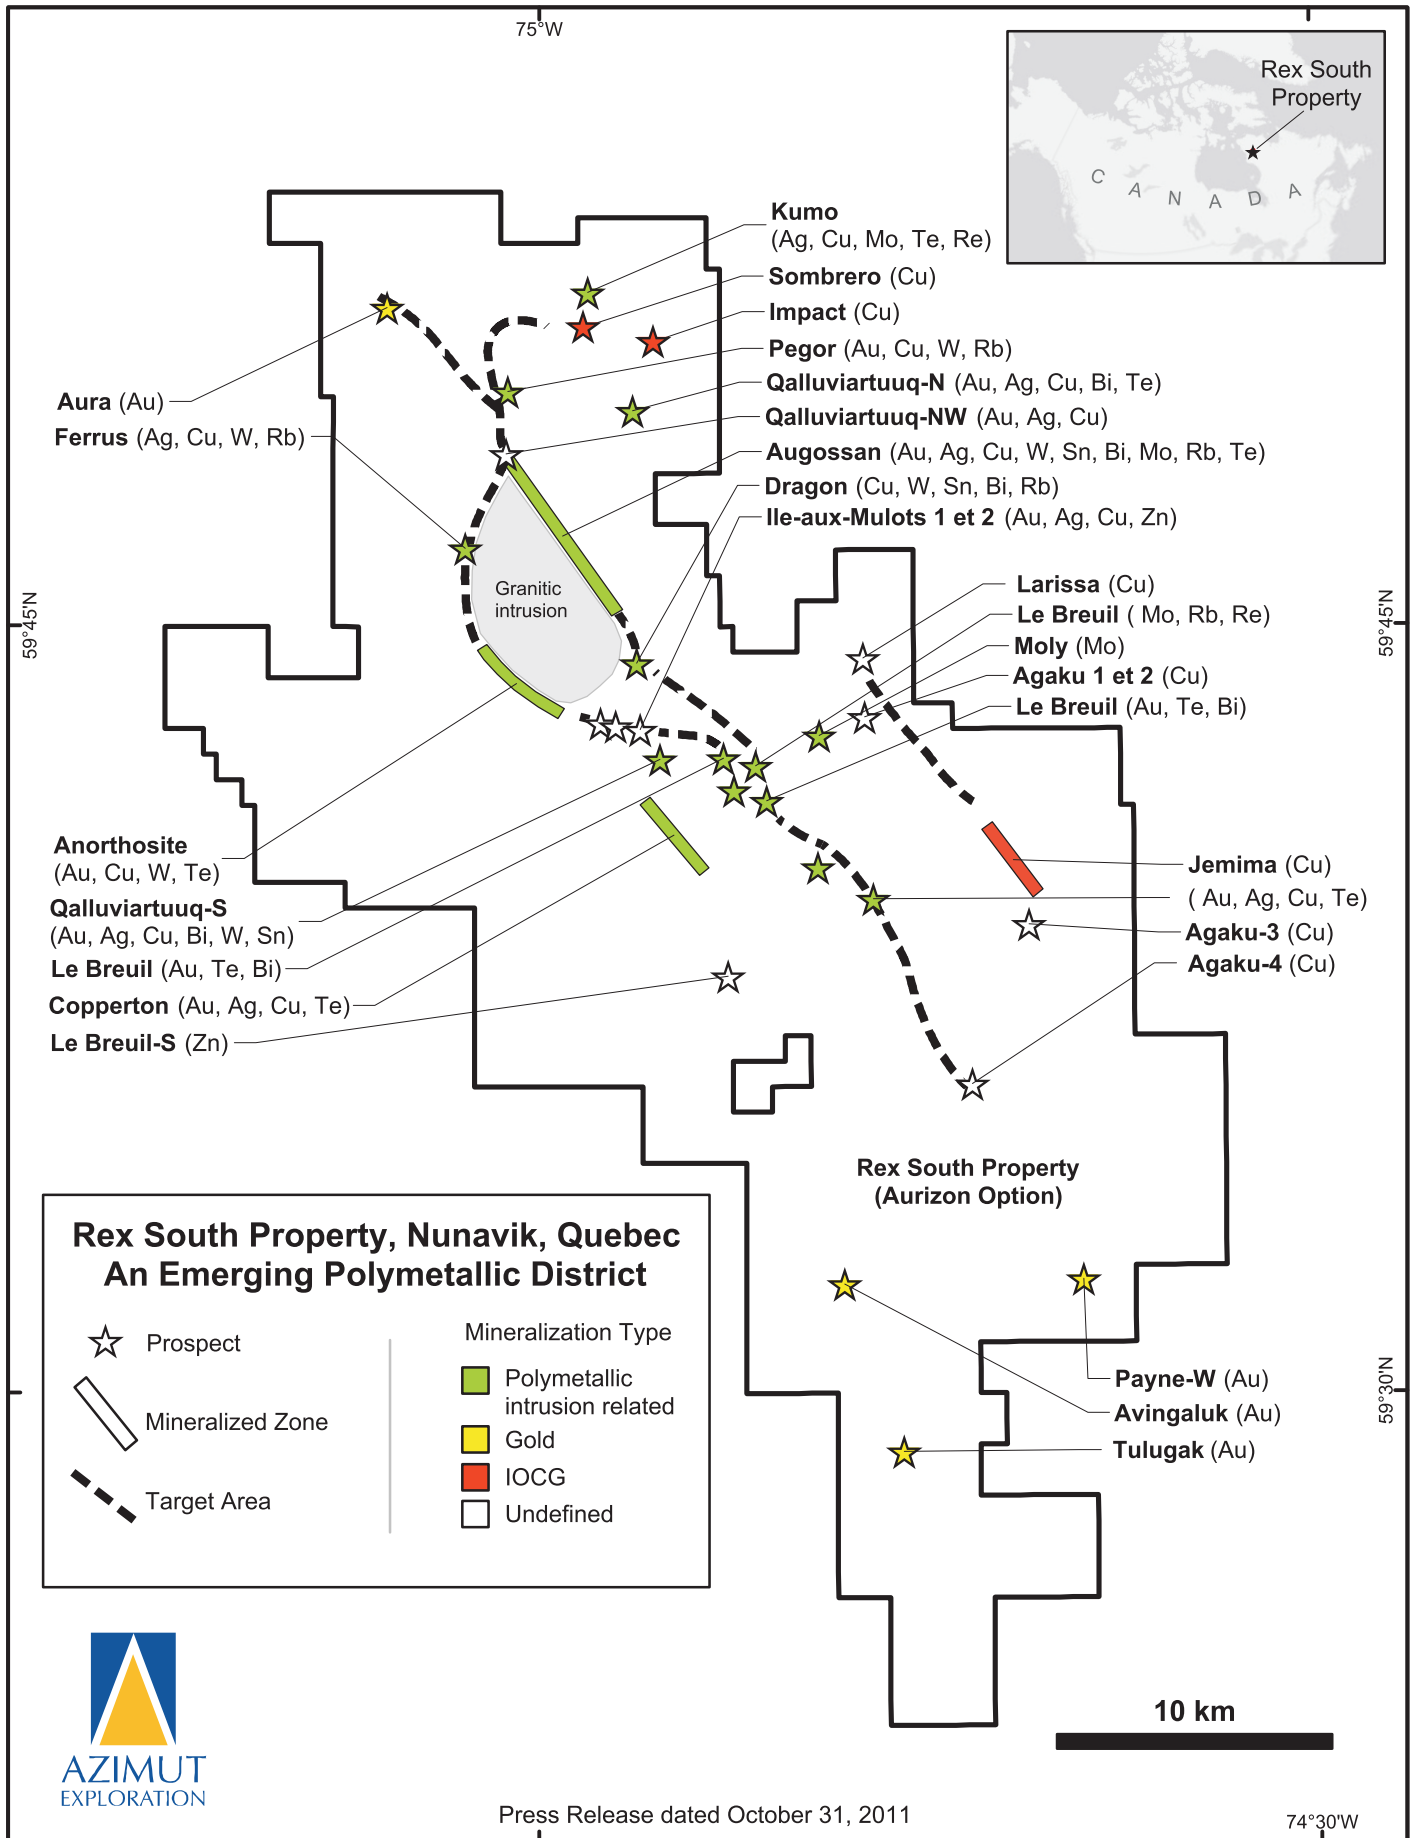 75°W
Rex South
Property
C A N A D A
Kumo
(Ag, Cu, Mo, Te, Re)
Sombrero (Cu)
Impact (Cu)
Pegor (Au, Cu, W, Rb)
Qalluviartuuq-N (Au, Ag, Cu, Bi, Te)
Qalluviartuuq-NW (Au, Ag, Cu)
Augossan (Au, Ag, Cu, W, Sn, Bi, Mo, Rb, Te)
Dragon (Cu, W, Sn, Bi, Rb)
Ile-aux-Mulots 1 et 2 (Au, Ag, Cu, Zn)
Aura (Au)
Ferrus (Ag, Cu, W, Rb)
Granitic
intrusion
59°45'N
59°45'N
Larissa (Cu)
Le Breuil ( Mo, Rb, Re)
Moly (Mo)
Agaku 1 et 2 (Cu)
Le Breuil (Au, Te, Bi)
Anorthosite
(Au, Cu, W, Te)
Qalluviartuuq-S
(Au, Ag, Cu, Bi, W, Sn)
Le Breuil (Au, Te, Bi)
Copperton (Au, Ag, Cu, Te)
Le Breuil-S (Zn)
Jemima (Cu)
( Au, Ag, Cu, Te)
Agaku-3 (Cu)
Agaku-4 (Cu)
Rex South Property
(Aurizon Option)
Rex South Property, Nunavik, Quebec
An Emerging Polymetallic District
Prospect
Mineralized Zone
Target Area
Mineralization Type
Polymetallic
intrusion related
Gold
IOCG
Undefined
Payne-W (Au)
Avingaluk (Au)
Tulugak (Au)
59°30'N
10 km
AZIMUT
EXPLORATION
Press Release dated October 31, 2011
74°30'W